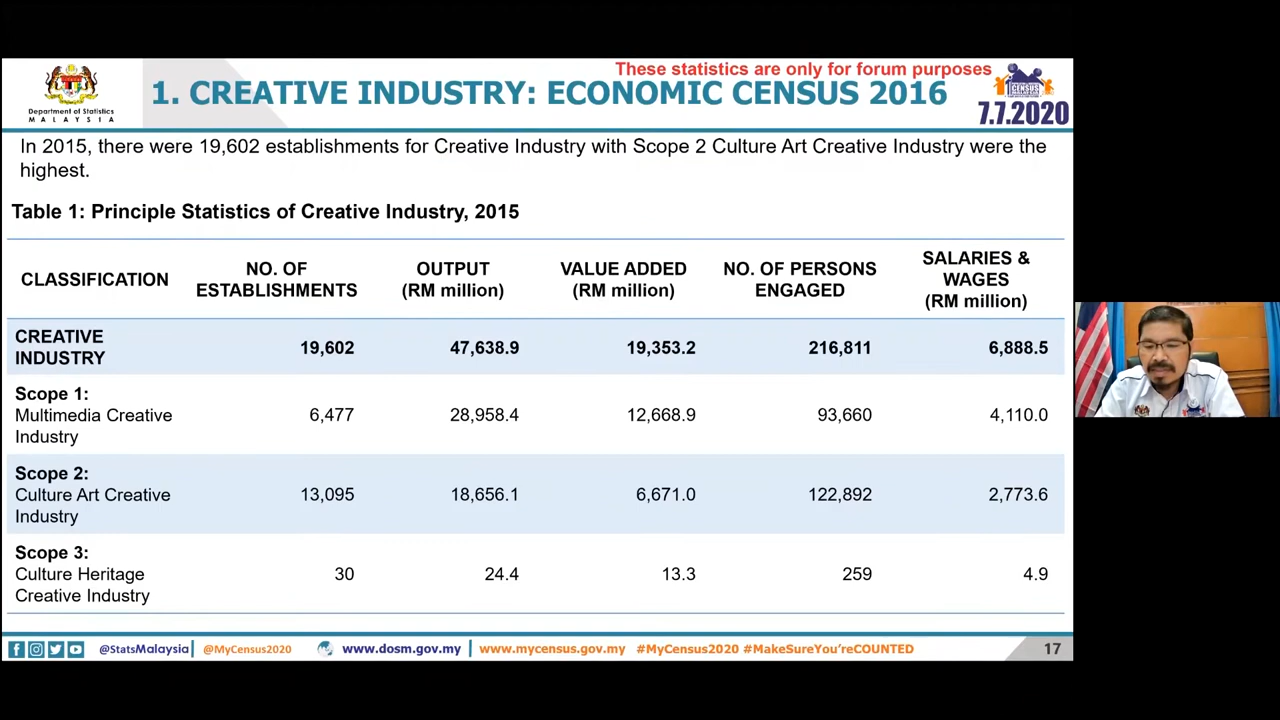 These statistics are only for forum purposes
Department of Statistics
MALAYSIA
1. CREATIVE INDUSTRY: ECONOMIC CENSUS 2016
CENSUS
7.7.2020
In 2015, there were 19,602 establishments for Creative Industry with Scope 2 Culture Art Creative Industry were the
highest.
Table 1: Principle Statistics of Creative Industry, 2015
CLASSIFICATION
NO. OF
ESTABLISHMENTS
OUTPUT
(RM million)
VALUE ADDED
(RM million)
NO. OF PERSONS
ENGAGED
SALARIES &
WAGES
(RM million)
CREATIVE
INDUSTRY
19,602 47,638.9 19,353.2 216,811 6,888.5
Scope 1:
Multimedia Creative
Industry
6,477 28,958.4 12,668.9 93,660 4,110.0
Scope 2:
Culture Art Creative
Industry
13,095 18,656.1 6,671.0 122,892 2,773.6
Scope 3:
Culture Heritage
Creative Industry
30 24.4 13.3 259 4.9
@StatsMalaysia @MyCensus2020 www.dosm.gov.my www.mycensus.gov.my #MyCensus2020 #MakeSureYou'reCOUNTED 17